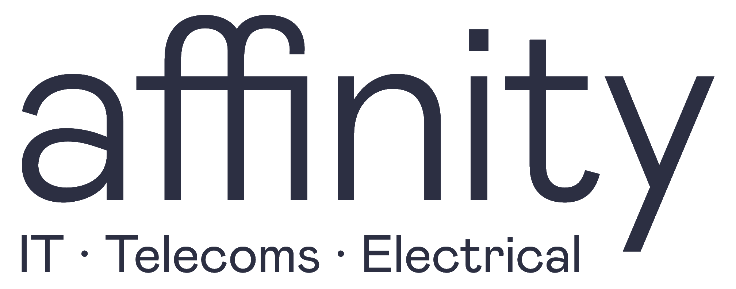 affinity
IT · Telecoms · Electrical